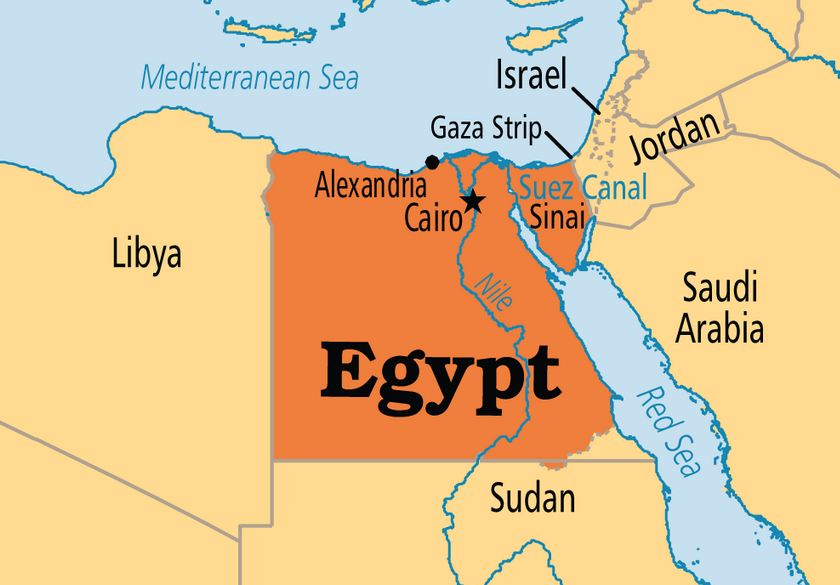 Mediterranean Sea
Israel
Gaza Strip
Jordan
Alexandria
Suez Canal
Cairo
Sinai
Libya
Nile
Saudi
Arabia
Egypt
Red Sea
Sudan